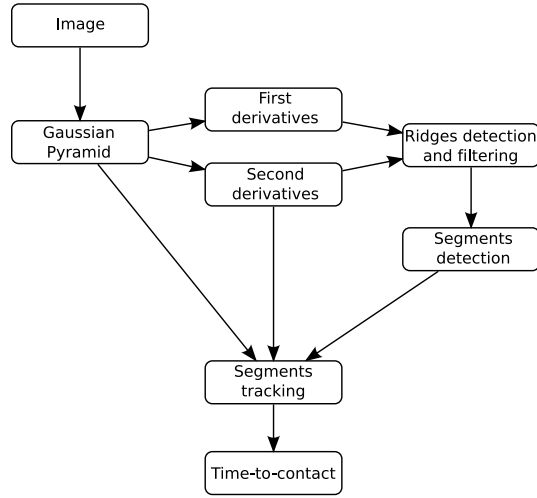 Image
Gaussian
Pyramid
First
derivatives
Second
derivatives
Ridges detection
and filtering
Segments
detection
Segments
tracking
Time-to-contact